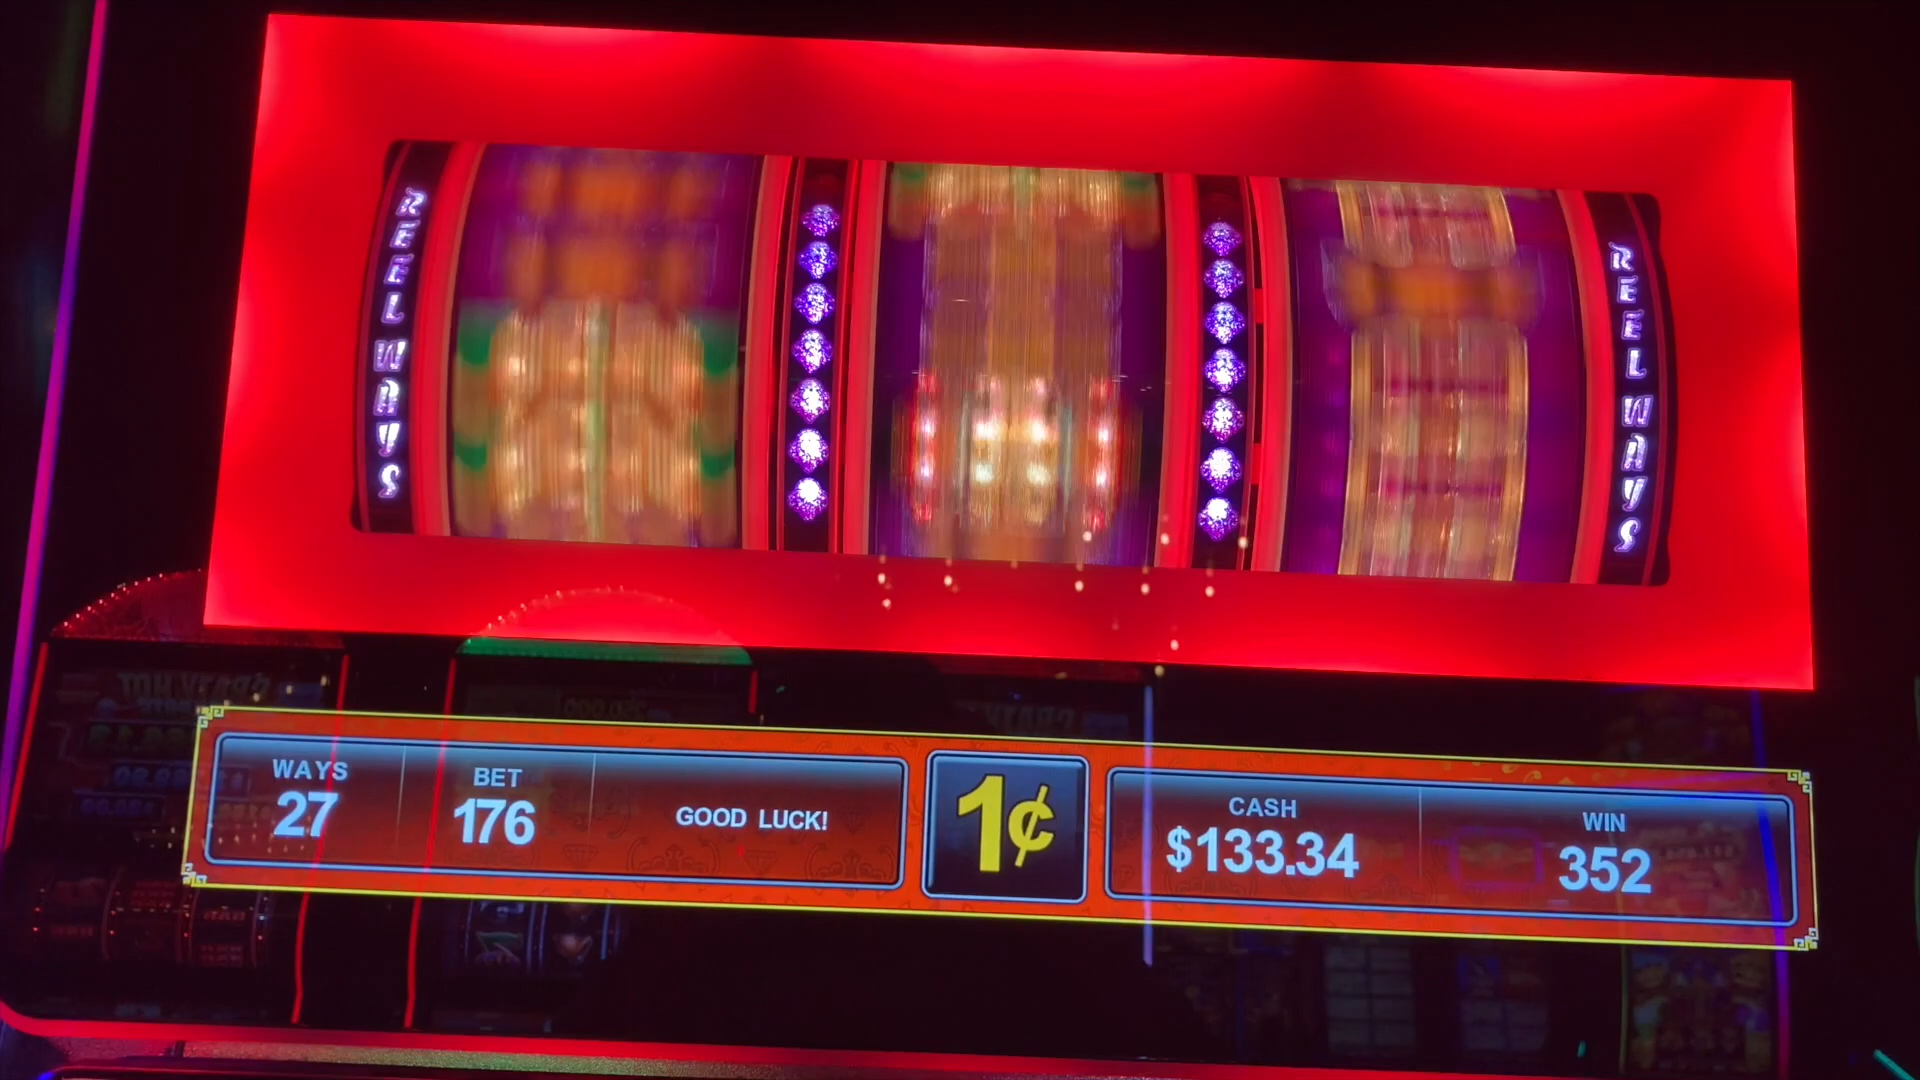 REEL WAYS
REEL WAYS
WAYS
27
BET
176
GOOD LUCK!
1¢
CASH
$133.34
WIN
352